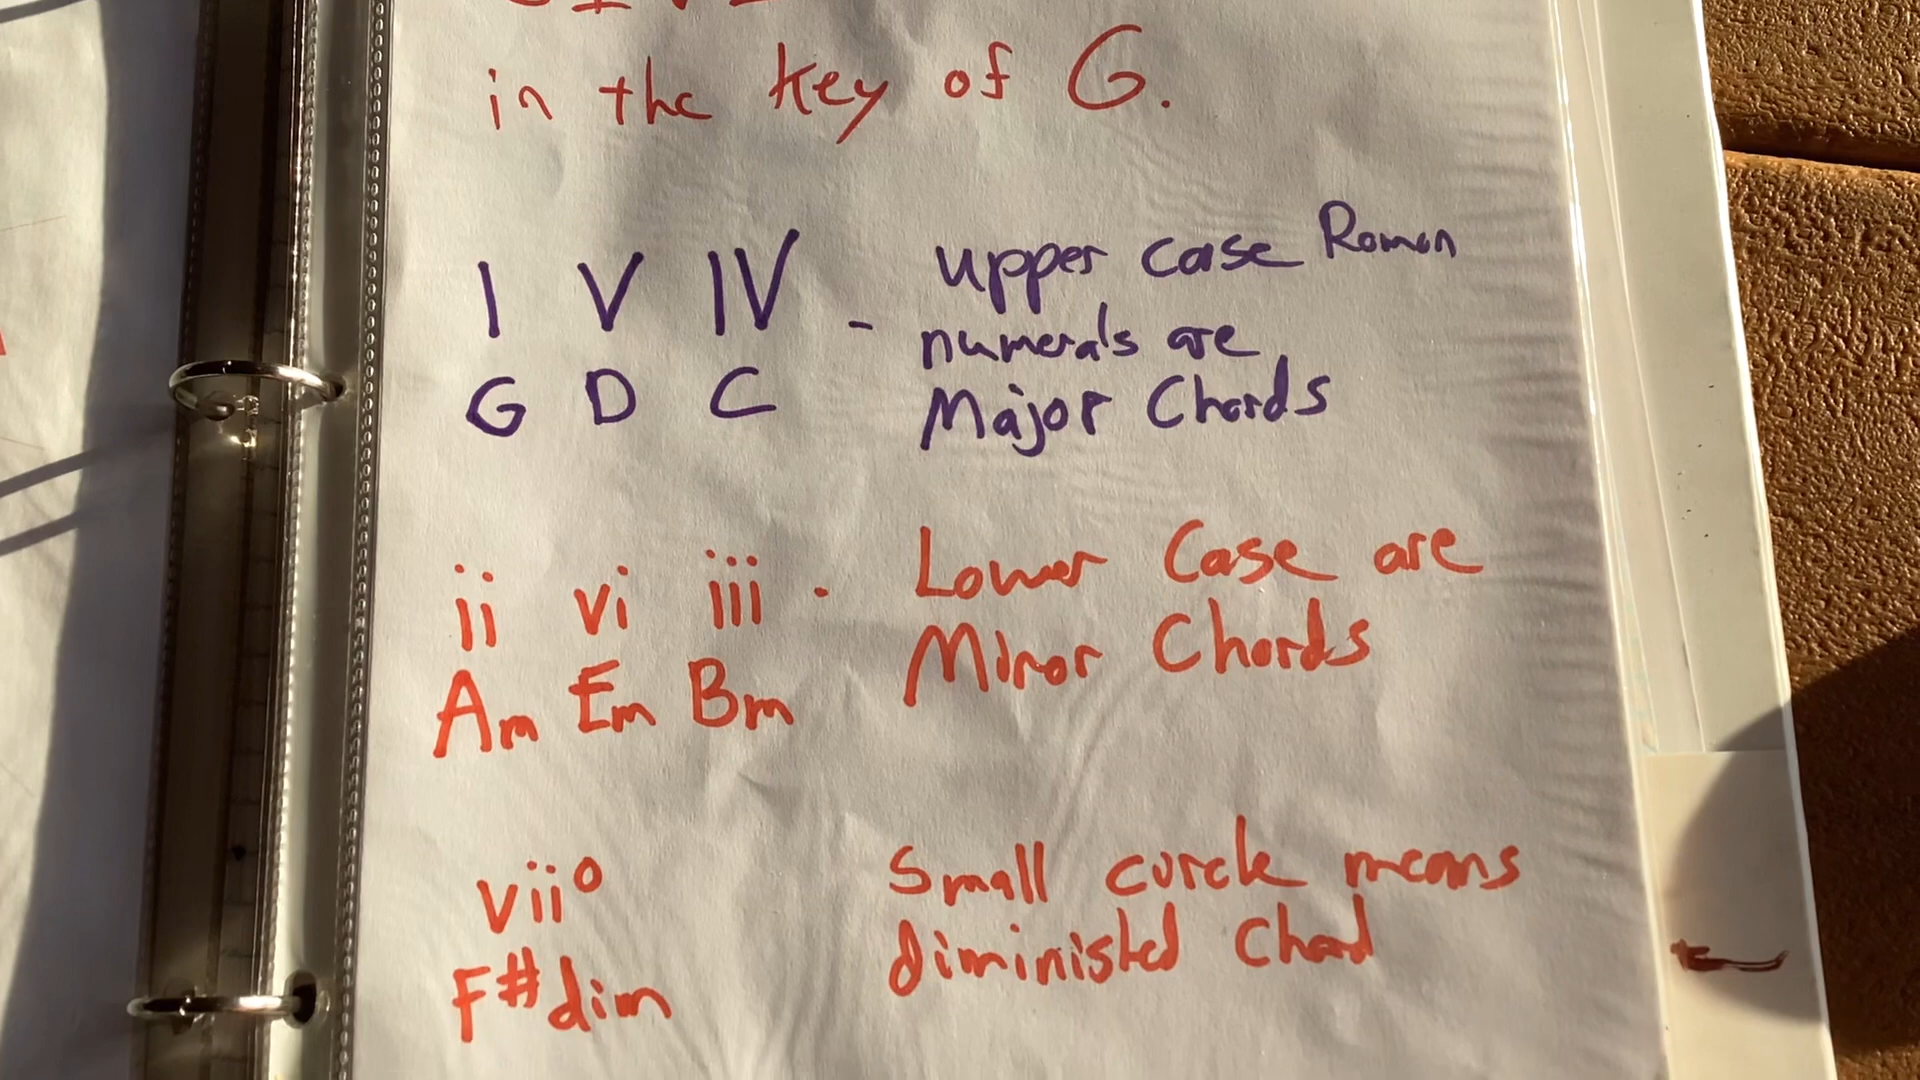 in the key of G.
I V IV - upper case Roman
numerals are
G D C Major Chords
ii vi iii . Lower Case are
Am Em Bm Minor Chords
vii° Small circle means
F#dim diminished Chord